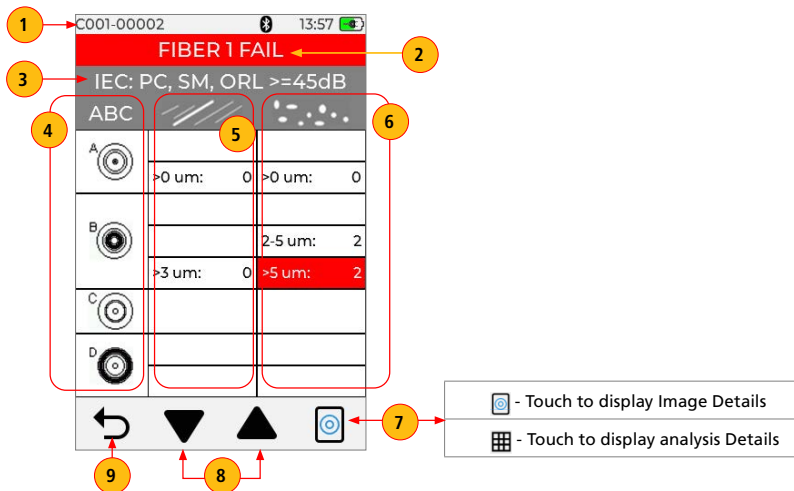 1
C001-00002 13:57
FIBER 1 FAIL
2
3
IEC: PC, SM, ORL >=45dB
ABC
4
5
6
A
>0 um: 0 >0 um: 0
B
2-5 um: 2
>3 um: 0 >5 um: 2
C
D
7
- Touch to display Image Details
- Touch to display analysis Details
9
8